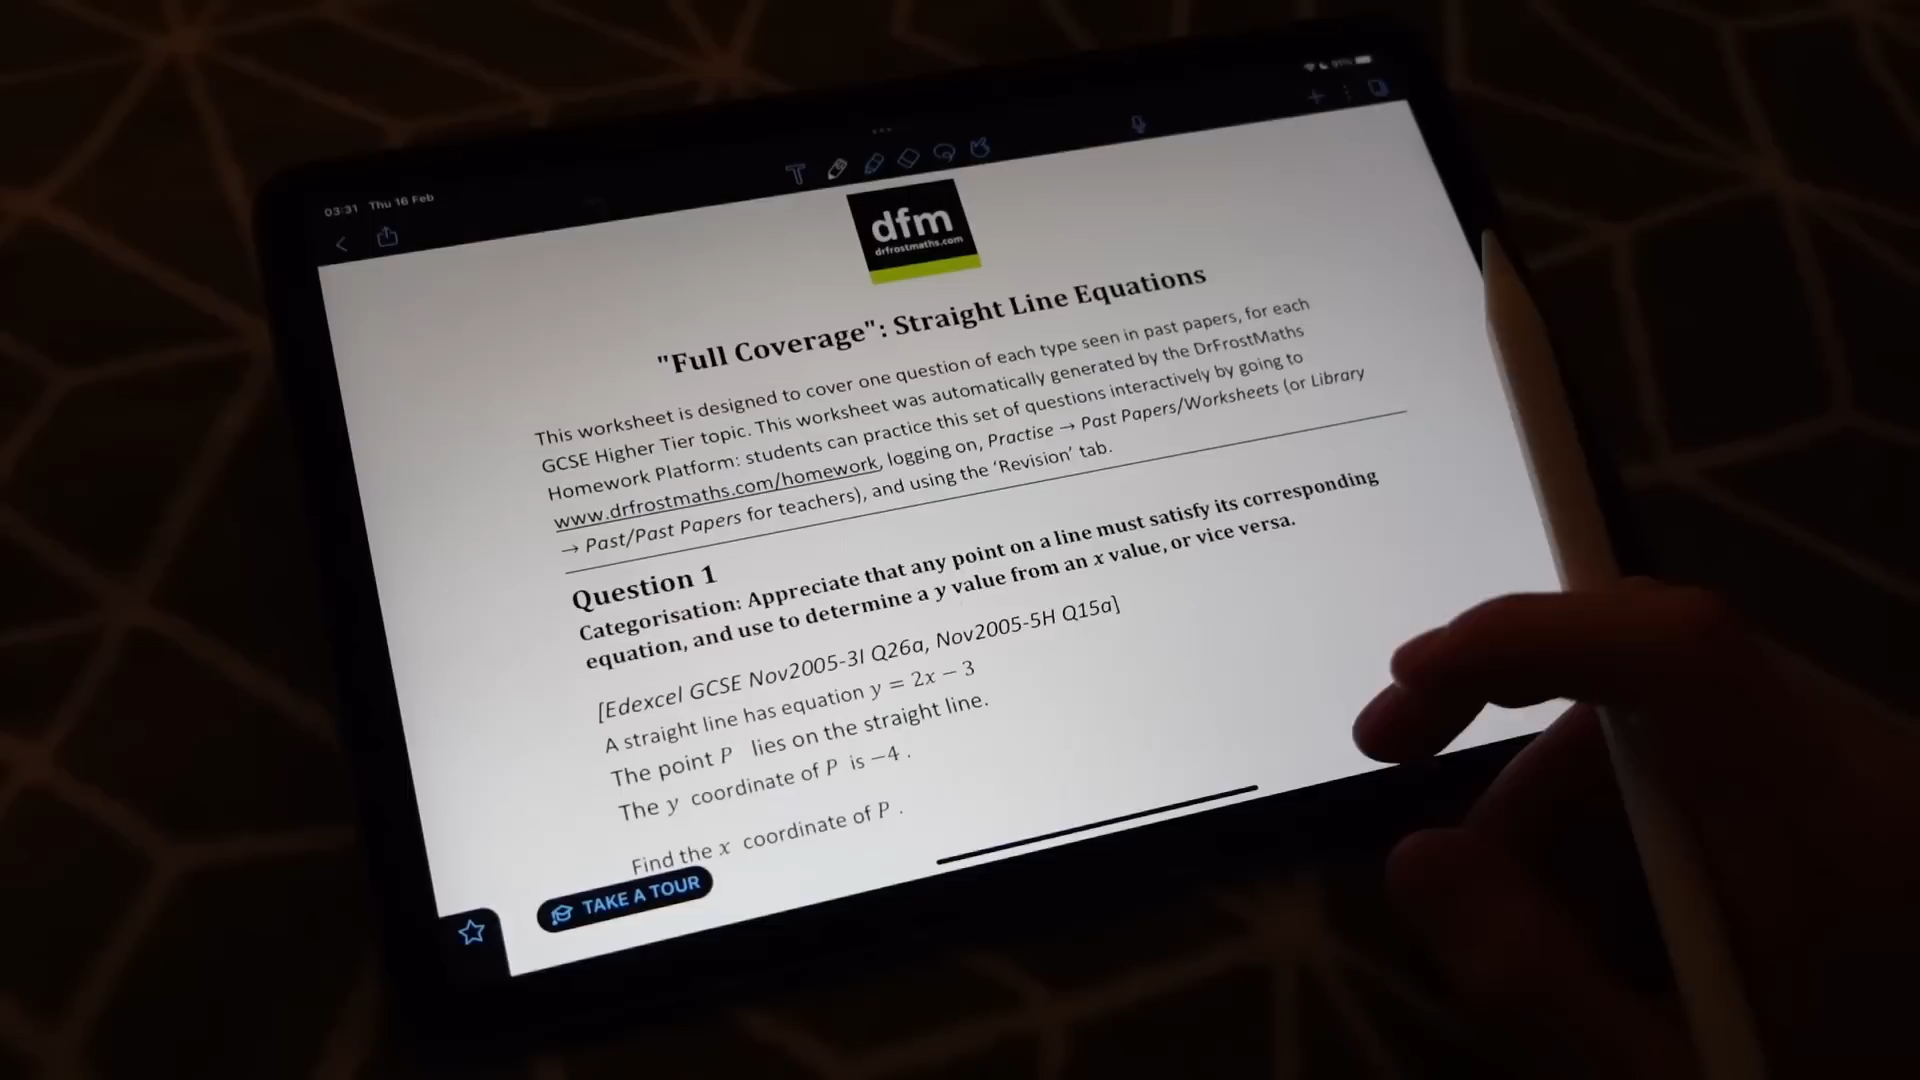 03:31 Thu 16 Feb
91%
dfm
drfrostmaths.com
"Full Coverage": Straight Line Equations
This worksheet is designed to cover one question of each type seen in past papers, for each
GCSE Higher Tier topic. This worksheet was automatically generated by the DrFrostMaths
Homework Platform: students can practice this set of questions interactively by going to
www.drfrostmaths.com/homework, logging on, Practise → Past Papers/Worksheets (or Library
→ Past/Past Papers for teachers), and using the ‘Revision’ tab.
Question 1
Categorisation: Appreciate that any point on a line must satisfy its corresponding
equation, and use to determine a y value from an x value, or vice versa.
[Edexcel GCSE Nov2005-3I Q26a, Nov2005-5H Q15a]
A straight line has equation y = 2x − 3
The point P lies on the straight line.
The y coordinate of P is −4 .
Find the x coordinate of P .
TAKE A TOUR